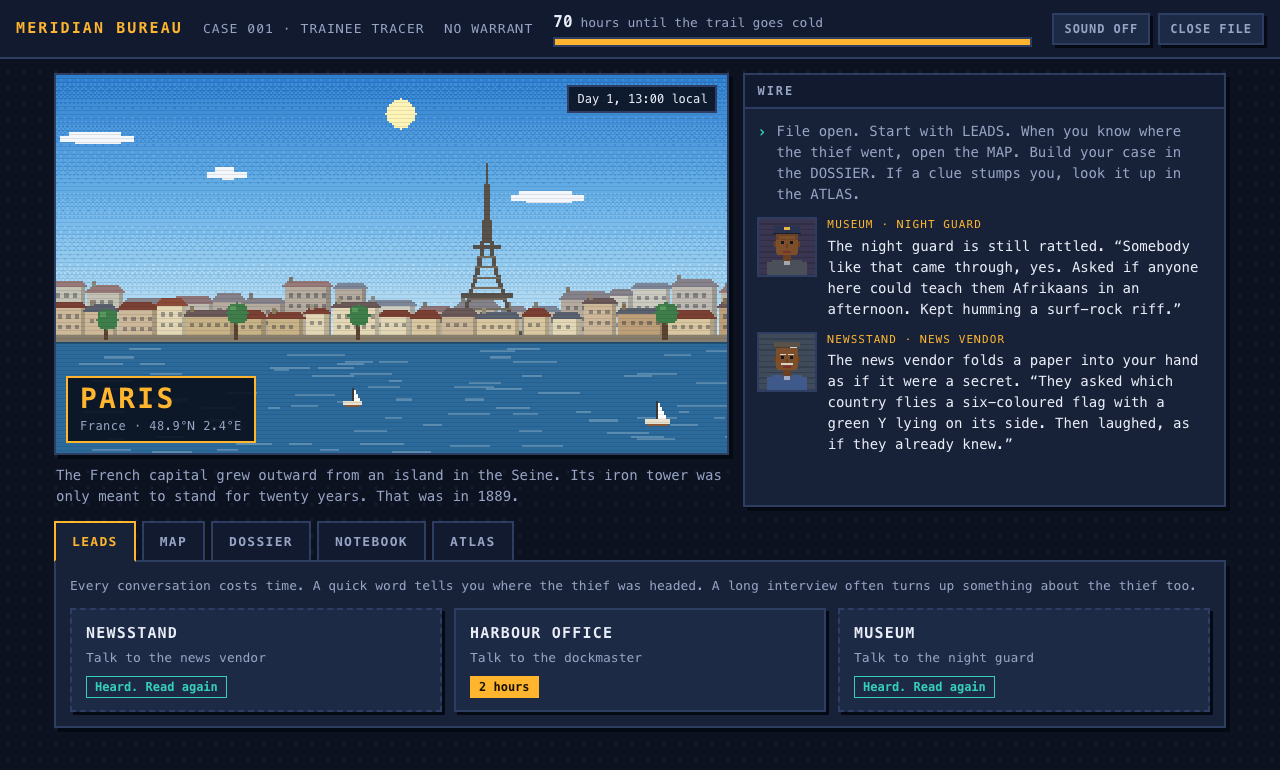 MERIDIAN BUREAU
CASE 001 · TRAINEE TRACER
NO WARRANT
70 hours until the trail goes cold
SOUND OFF
CLOSE FILE
Day 1, 13:00 local
PARIS
France · 48.9°N 2.4°E
The French capital grew outward from an island in the Seine. Its iron tower was
only meant to stand for twenty years. That was in 1889.
WIRE
› File open. Start with LEADS. When you know where
the thief went, open the MAP. Build your case in
the DOSSIER. If a clue stumps you, look it up in
the ATLAS.
MUSEUM · NIGHT GUARD
The night guard is still rattled. “Somebody
like that came through, yes. Asked if anyone
here could teach them Afrikaans in an
afternoon. Kept humming a surf-rock riff.”
NEWSSTAND · NEWS VENDOR
The news vendor folds a paper into your hand
as if it were a secret. “They asked which
country flies a six-coloured flag with a
green Y lying on its side. Then laughed, as
if they already knew.”
LEADS
MAP
DOSSIER
NOTEBOOK
ATLAS
Every conversation costs time. A quick word tells you where the thief was headed. A long interview often turns up something about the thief too.
NEWSSTAND
Talk to the news vendor
Heard. Read again
HARBOUR OFFICE
Talk to the dockmaster
2 hours
MUSEUM
Talk to the night guard
Heard. Read again